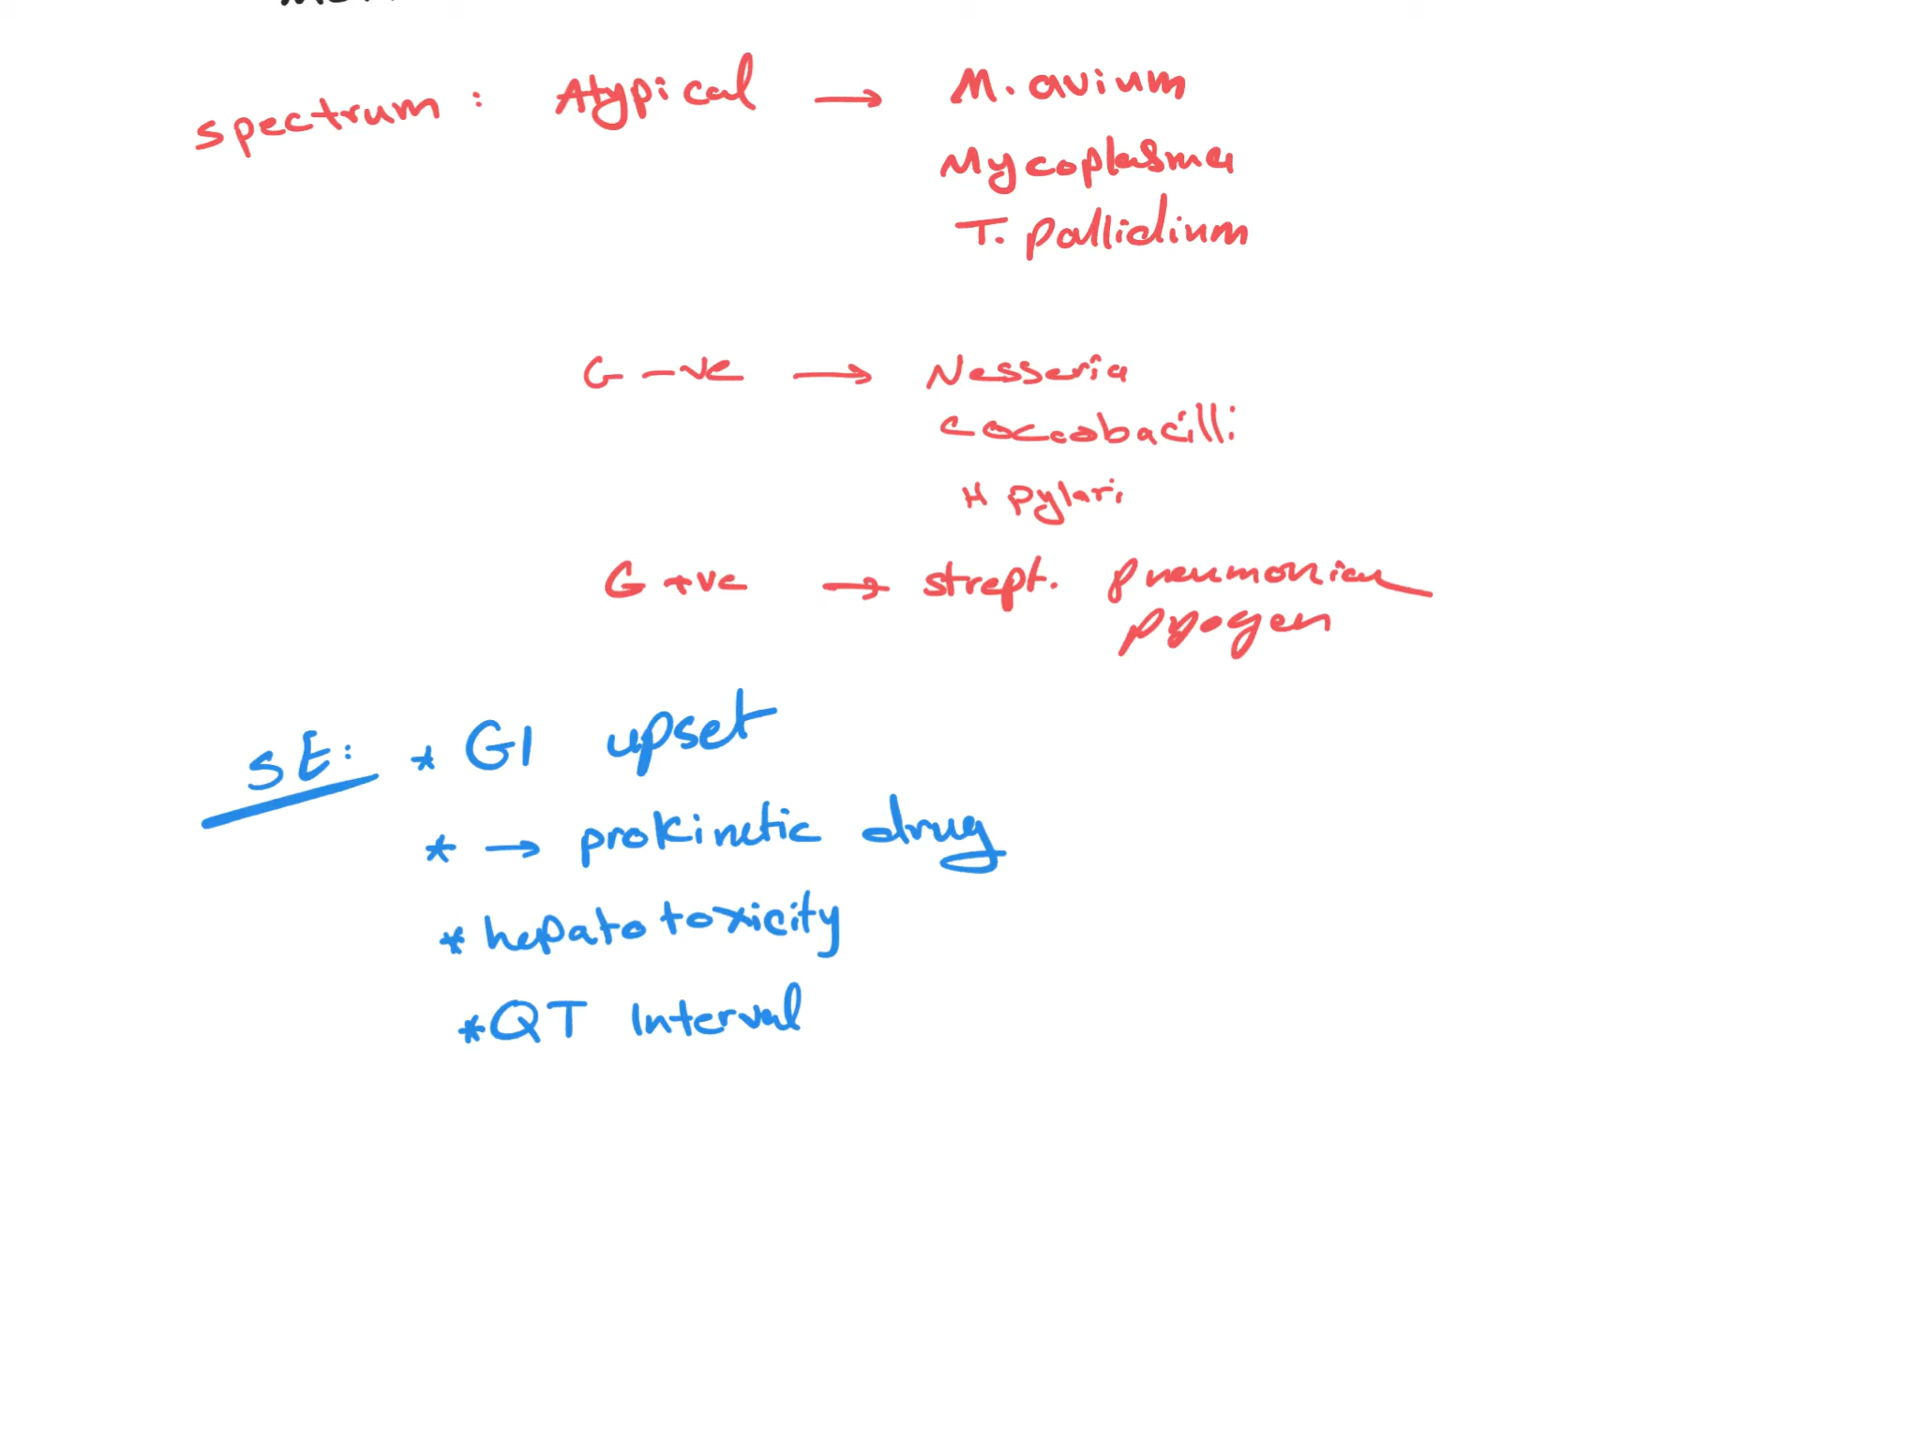 spectrum : Atypical → M. avium
Mycoplasma
T. pallidium
G -ve → Nesseria
coccobacilli
H pylori
G +ve → strept. pneumoniae
pyogen
SE: * GI upset
* → prokinetic drug
* hepatotoxicity
* QT Interval